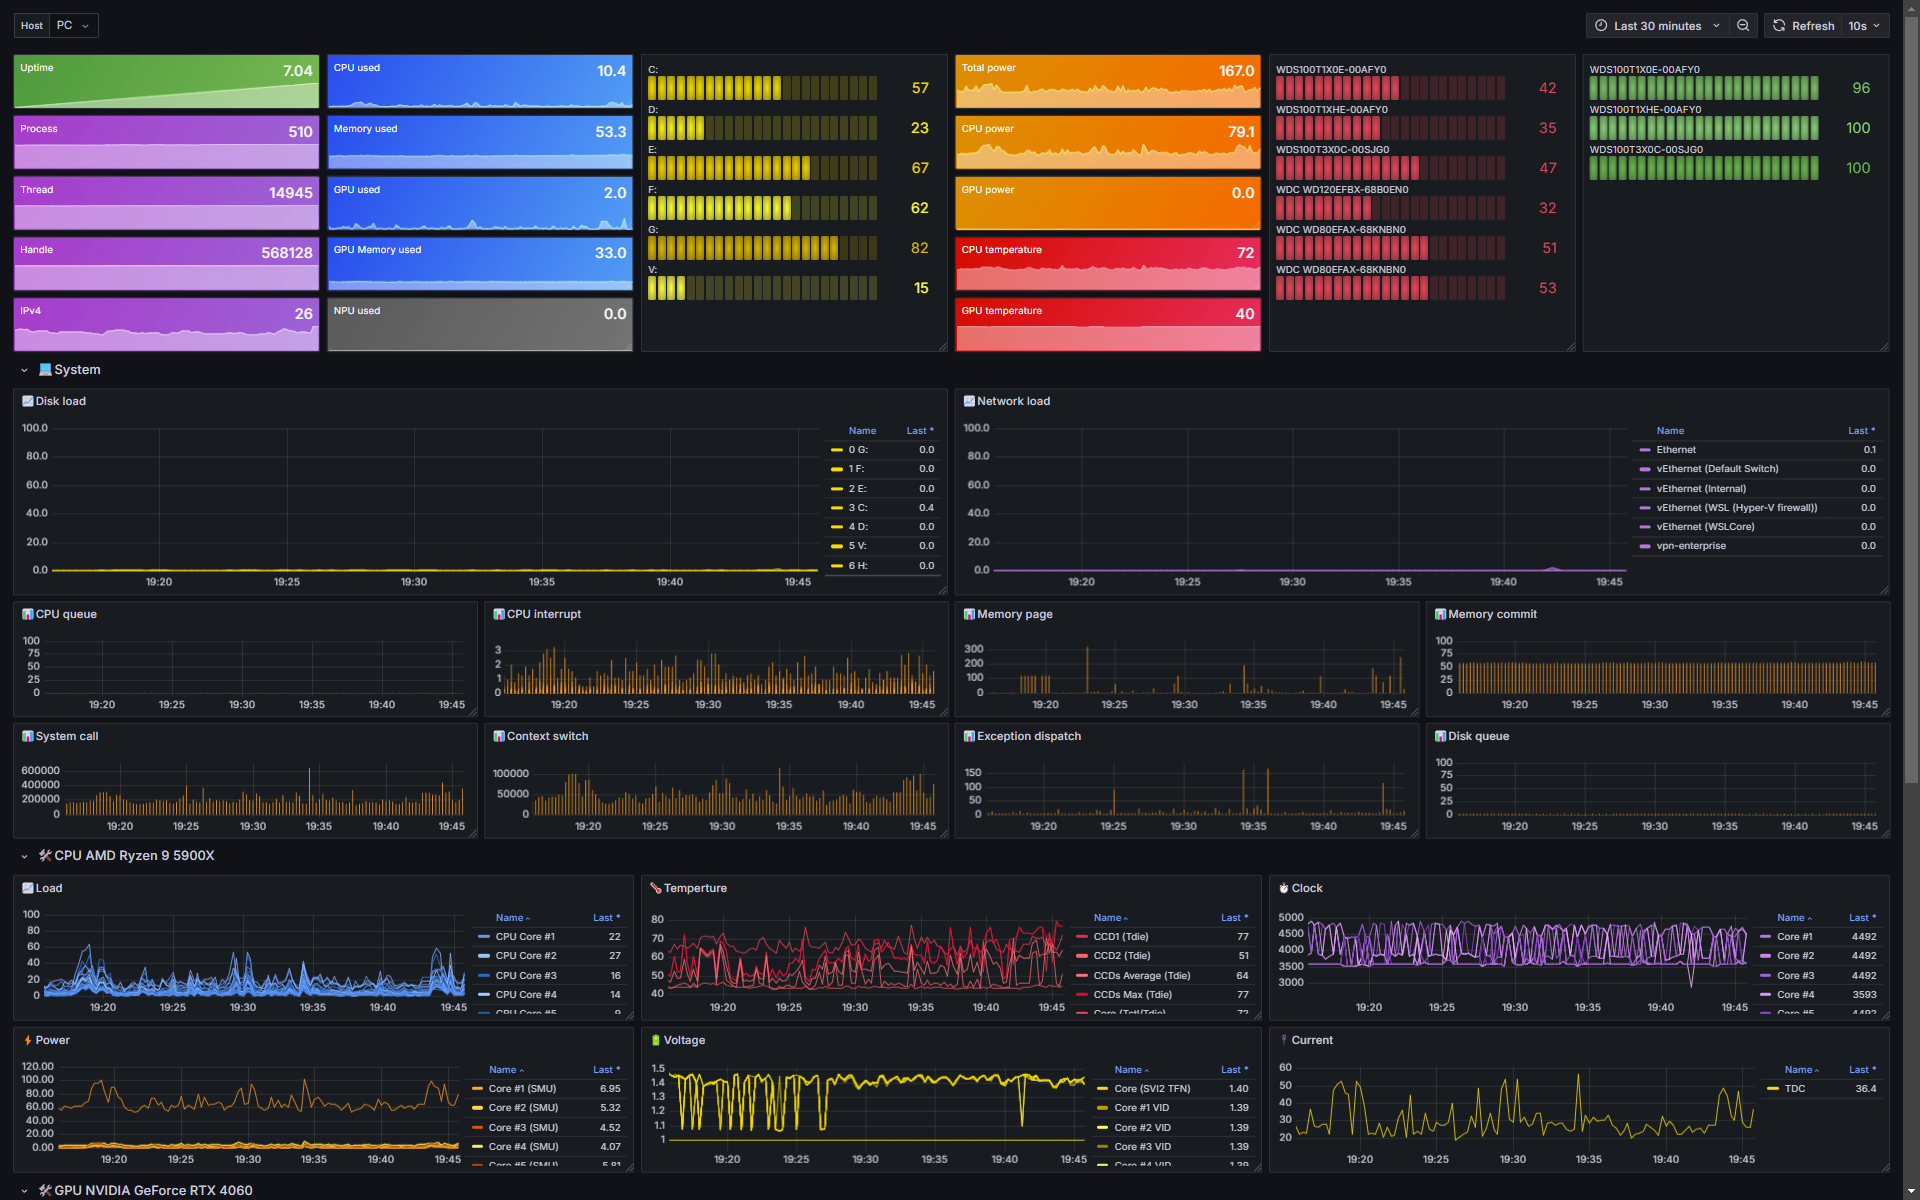 Host PC
Last 30 minutes Refresh 10s
Uptime 7.04
Process 510
Thread 14945
Handle 568128
IPv4 26
CPU used 10.4
Memory used 53.3
GPU used 2.0
GPU Memory used 33.0
NPU used 0.0
C: 57
D: 23
E: 67
F: 62
G: 82
V: 15
Total power 167.0
CPU power 79.1
GPU power 0.0
CPU temperature 72
GPU temperature 40
WDS100T1X0E-00AFY0 42
WDS100T1XHE-00AFY0 35
WDS100T3X0C-00SJG0 47
WDC WD120EFBX-68B0EN0 32
WDC WD80EFAX-68KNBN0 51
WDC WD80EFAX-68KNBN0 53
WDS100T1X0E-00AFY0 96
WDS100T1XHE-00AFY0 100
WDS100T3X0C-00SJG0 100
System
Disk load
100.0
80.0
60.0
40.0
20.0
0.0
19:20 19:25 19:30 19:35 19:40 19:45
Name Last *
0 G: 0.0
1 F: 0.0
2 E: 0.0
3 C: 0.4
4 D: 0.0
5 V: 0.0
6 H: 0.0
Network load
100.0
80.0
60.0
40.0
20.0
0.0
19:20 19:25 19:30 19:35 19:40 19:45
Name Last *
Ethernet 0.1
vEthernet (Default Switch) 0.0
vEthernet (Internal) 0.0
vEthernet (WSL (Hyper-V firewall)) 0.0
vEthernet (WSLCore) 0.0
vpn-enterprise 0.0
CPU queue
100
75
50
25
0
19:20 19:25 19:30 19:35 19:40 19:45
CPU interrupt
3
2
1
0
19:20 19:25 19:30 19:35 19:40 19:45
Memory page
300
200
100
0
19:20 19:25 19:30 19:35 19:40 19:45
Memory commit
100
75
50
25
0
19:20 19:25 19:30 19:35 19:40 19:45
System call
600000
400000
200000
0
19:20 19:25 19:30 19:35 19:40 19:45
Context switch
100000
50000
0
19:20 19:25 19:30 19:35 19:40 19:45
Exception dispatch
150
100
50
0
19:20 19:25 19:30 19:35 19:40 19:45
Disk queue
100
75
50
25
0
19:20 19:25 19:30 19:35 19:40 19:45
CPU AMD Ryzen 9 5900X
Load
100
80
60
40
20
0
19:20 19:25 19:30 19:35 19:40 19:45
Name Last *
CPU Core #1 22
CPU Core #2 27
CPU Core #3 16
CPU Core #4 14
CPU Core #5 9
Temperture
80
70
60
50
40
19:20 19:25 19:30 19:35 19:40 19:45
Name Last *
CCD1 (Tdie) 77
CCD2 (Tdie) 51
CCDs Average (Tdie) 64
CCDs Max (Tdie) 77
Core (Tctl/Tdie) 72
Clock
5000
4500
4000
3500
3000
19:20 19:25 19:30 19:35 19:40 19:45
Name Last *
Core #1 4492
Core #2 4492
Core #3 4492
Core #4 3593
Core #5 4492
Power
120.00
100.00
80.00
60.00
40.00
20.00
0.00
19:20 19:25 19:30 19:35 19:40 19:45
Name Last *
Core #1 (SMU) 6.95
Core #2 (SMU) 5.32
Core #3 (SMU) 4.52
Core #4 (SMU) 4.07
Core #5 (SMU) 5.81
Voltage
1.5
1.4
1.3
1.2
1.1
1
19:20 19:25 19:30 19:35 19:40 19:45
Name Last *
Core (SVI2 TFN) 1.40
Core #1 VID 1.39
Core #2 VID 1.39
Core #3 VID 1.39
Core #4 VID 1.39
Current
60
50
40
30
20
19:20 19:25 19:30 19:35 19:40 19:45
Name Last *
TDC 36.4
GPU NVIDIA GeForce RTX 4060